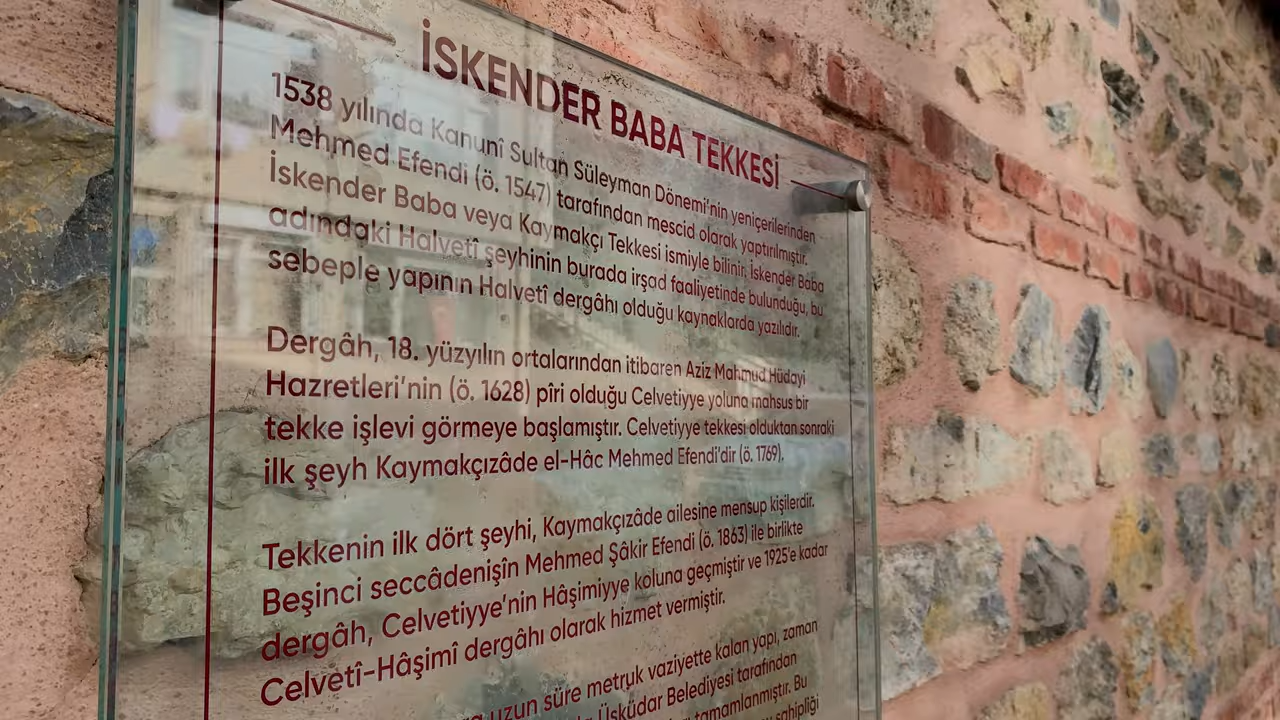 İSKENDER BABA TEKKESİ
1538 yılında Kanunî Sultan Süleyman Dönemi'nin yeniçerilerinden
Mehmed Efendi (ö. 1547) tarafından mescid olarak yaptırılmıştır.
İskender Baba veya Kaymakçı Tekkesi ismiyle bilinir. İskender Baba
adındaki Halvetî şeyhinin burada irşad faaliyetinde bulunduğu, bu
sebeple yapının Halvetî dergâhı olduğu kaynaklarda yazılıdır.
Dergâh, 18. yüzyılın ortalarından itibaren Aziz Mahmud Hüdayi
Hazretleri'nin (ö. 1628) pîri olduğu Celvetiyye yoluna mahsus bir
tekke işlevi görmeye başlamıştır. Celvetiyye tekkesi olduktan sonraki
ilk şeyh Kaymakçızâde el-Hâc Mehmed Efendi'dir (ö. 1769).
Tekkenin ilk dört şeyhi, Kaymakçızâde ailesine mensup kişilerdir.
Beşinci seccâdenişîn Mehmed Şâkir Efendi (ö. 1863) ile birlikte
dergâh, Celvetiyye'nin Hâşimiyye koluna geçmiştir ve 1925'e kadar
Celvetî-Hâşimî dergâhı olarak hizmet vermiştir.
uzun süre metruk vaziyette kalan yapı, zaman
Üsküdar Belediyesi tarafından
tamamlanmıştır. Bu
sahipliği